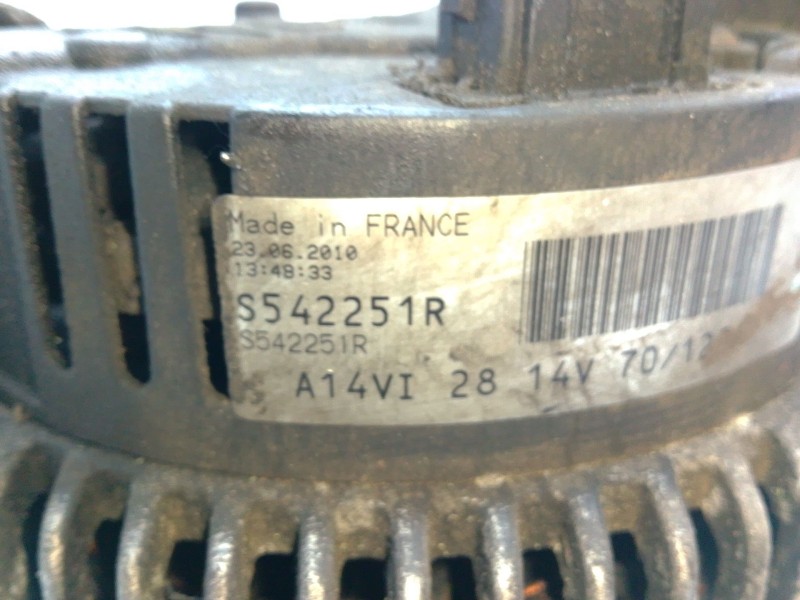 Made in FRANCE
23.06.2010
13:48:33
S542251R
S542251R
A14VI 28 14V